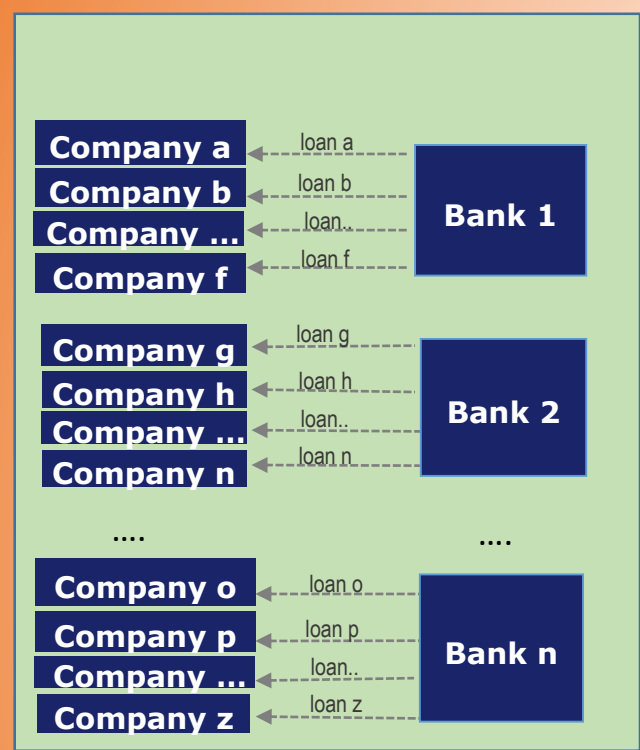 Company a
loan a
Company b
loan b
Company ...
loan..
Bank 1
Company f
loan f
Company g
loan g
Company h
loan h
Company ...
loan..
Bank 2
Company n
loan n
....
....
Company o
loan o
Company p
loan p
Company ...
loan..
Bank n
Company z
loan z